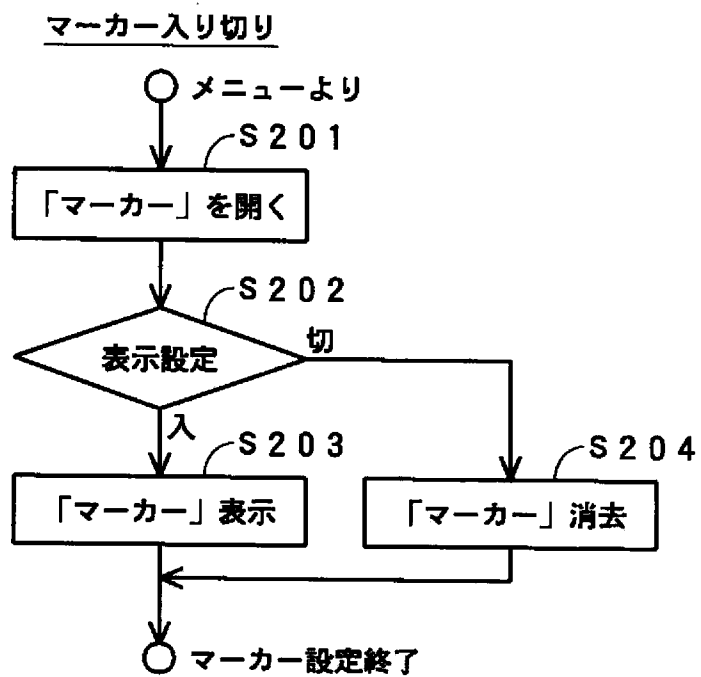 マーカー入り切り
メニューより
S201
「マーカー」を開く
S202
表示設定
切
入
S203
「マーカー」表示
S204
「マーカー」消去
マーカー設定終了